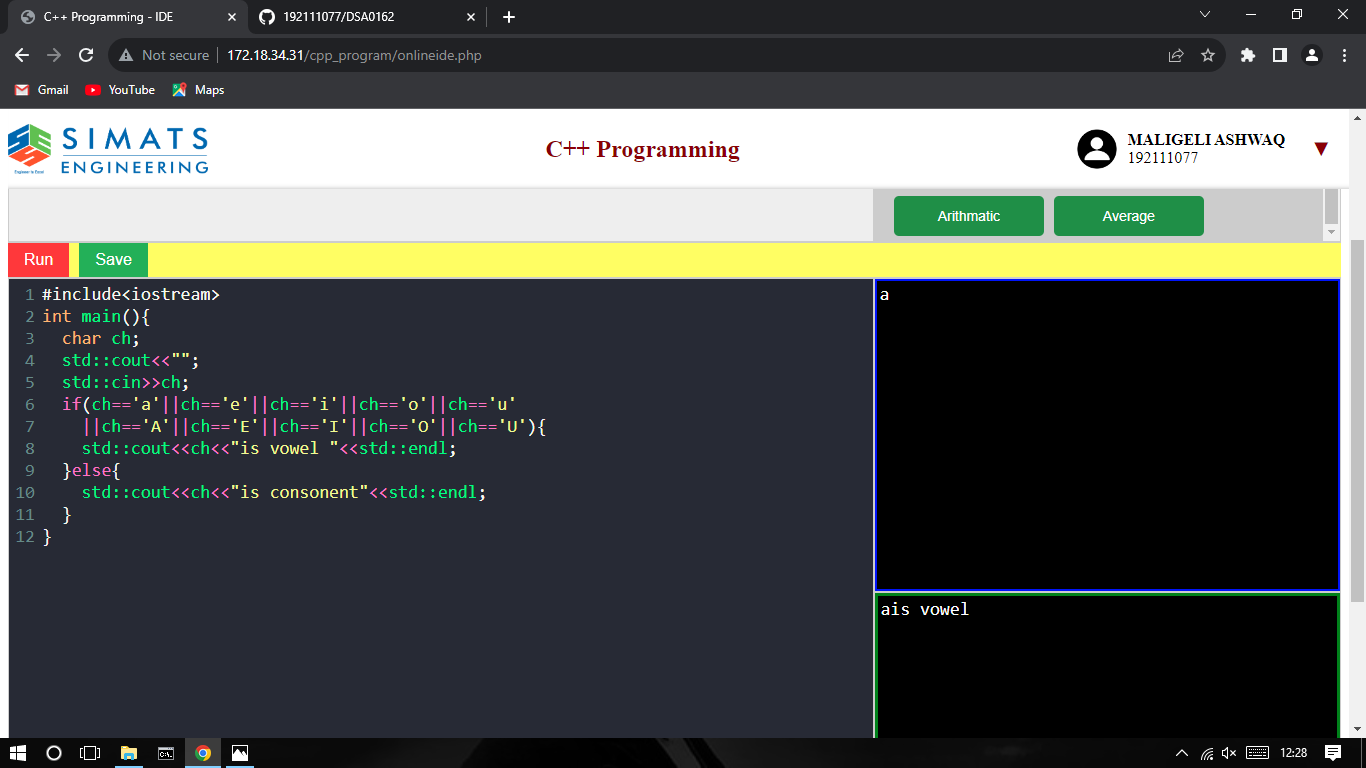 C++ Programming - IDE
192111077/DSA0162
Not secure
172.18.34.31/cpp_program/onlineide.php
Gmail
YouTube
Maps
SIMATS
ENGINEERING
Engineer to Excel
C++ Programming
MALIGELI ASHWAQ
192111077
Arithmatic
Average
Run
Save
1 #include<iostream>
2 int main(){
3   char ch;
4   std::cout<<"";
5   std::cin>>ch;
6   if(ch=='a'||ch=='e'||ch=='i'||ch=='o'||ch=='u'
7     ||ch=='A'||ch=='E'||ch=='I'||ch=='O'||ch=='U'){
8     std::cout<<ch<<"is vowel "<<std::endl;
9   }else{
10     std::cout<<ch<<"is consonent"<<std::endl;
11   }
12 }
a
ais vowel
12:28